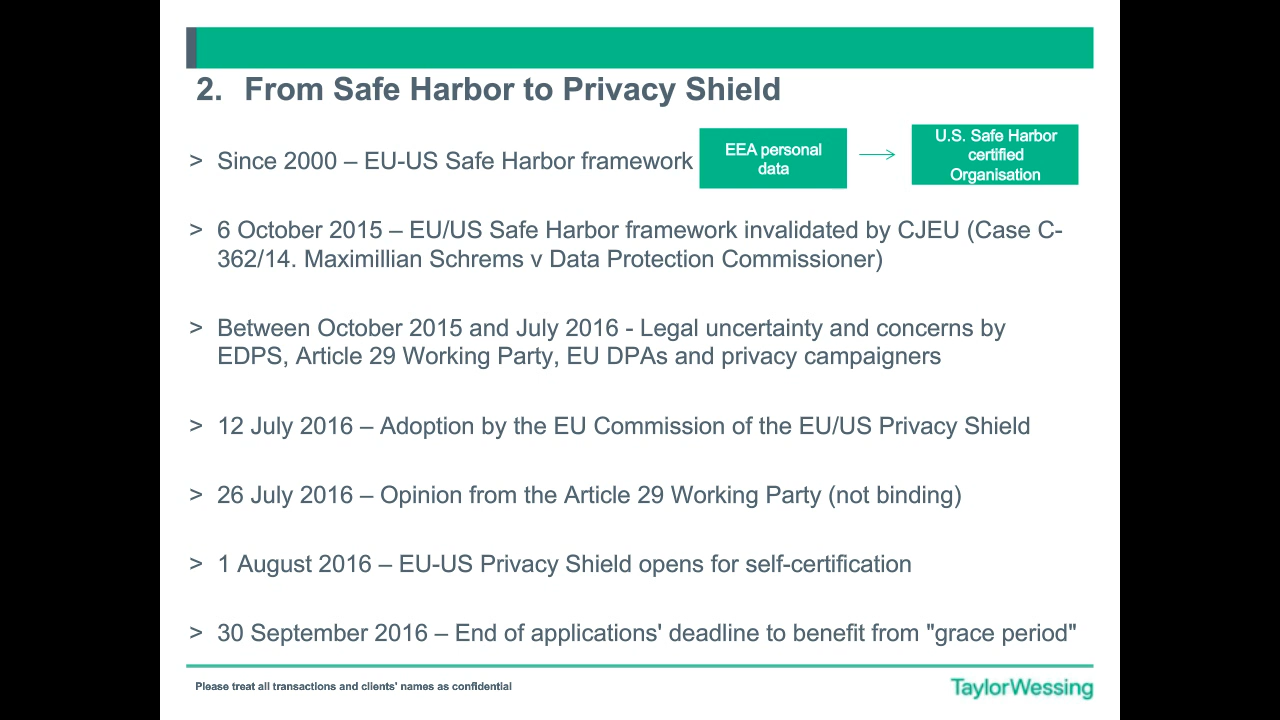 2. From Safe Harbor to Privacy Shield
> Since 2000 – EU-US Safe Harbor framework
EEA personal
data
U.S. Safe Harbor
certified
Organisation
> 6 October 2015 – EU/US Safe Harbor framework invalidated by CJEU (Case C-
362/14. Maximillian Schrems v Data Protection Commissioner)
> Between October 2015 and July 2016 - Legal uncertainty and concerns by
EDPS, Article 29 Working Party, EU DPAs and privacy campaigners
> 12 July 2016 – Adoption by the EU Commission of the EU/US Privacy Shield
> 26 July 2016 – Opinion from the Article 29 Working Party (not binding)
> 1 August 2016 – EU-US Privacy Shield opens for self-certification
> 30 September 2016 – End of applications' deadline to benefit from "grace period"
Please treat all transactions and clients' names as confidential
TaylorWessing